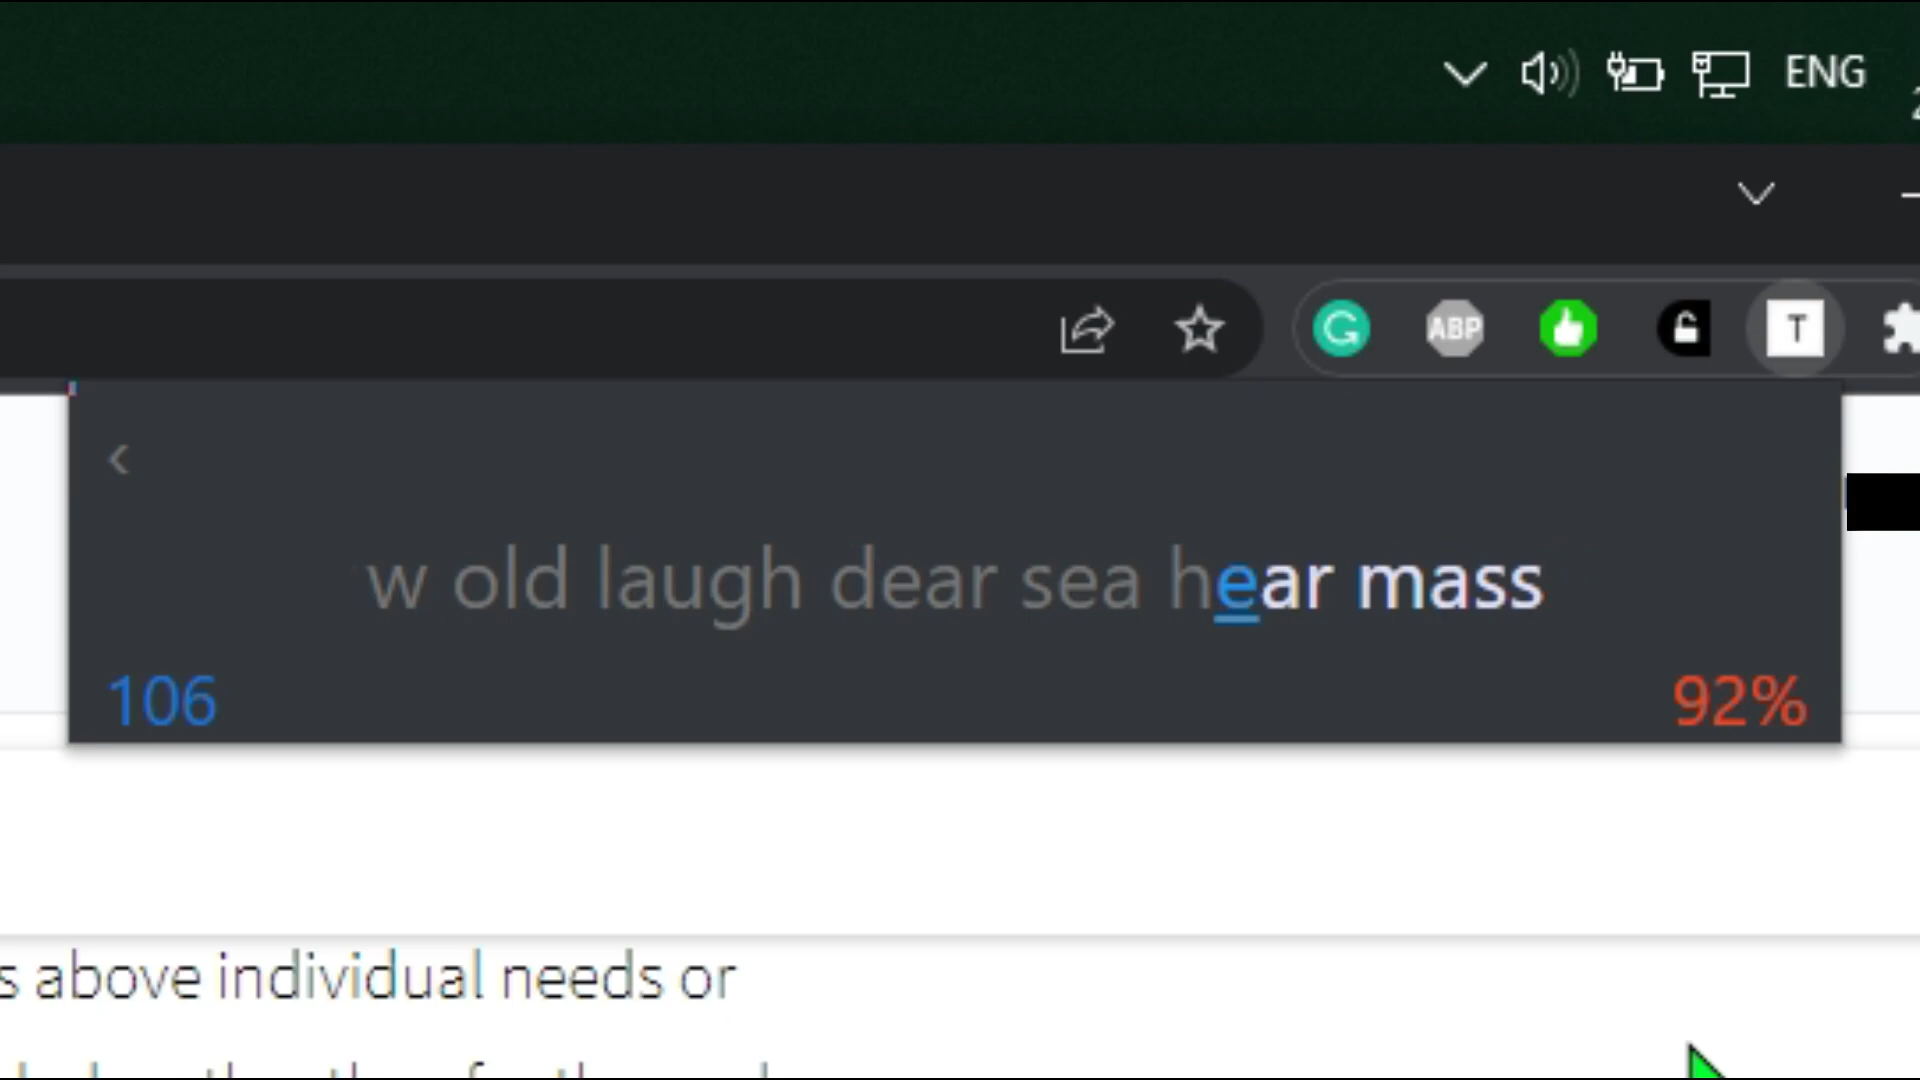 ENG
ABP
T
w old laugh dear sea hear mass
106
92%
s above individual needs or